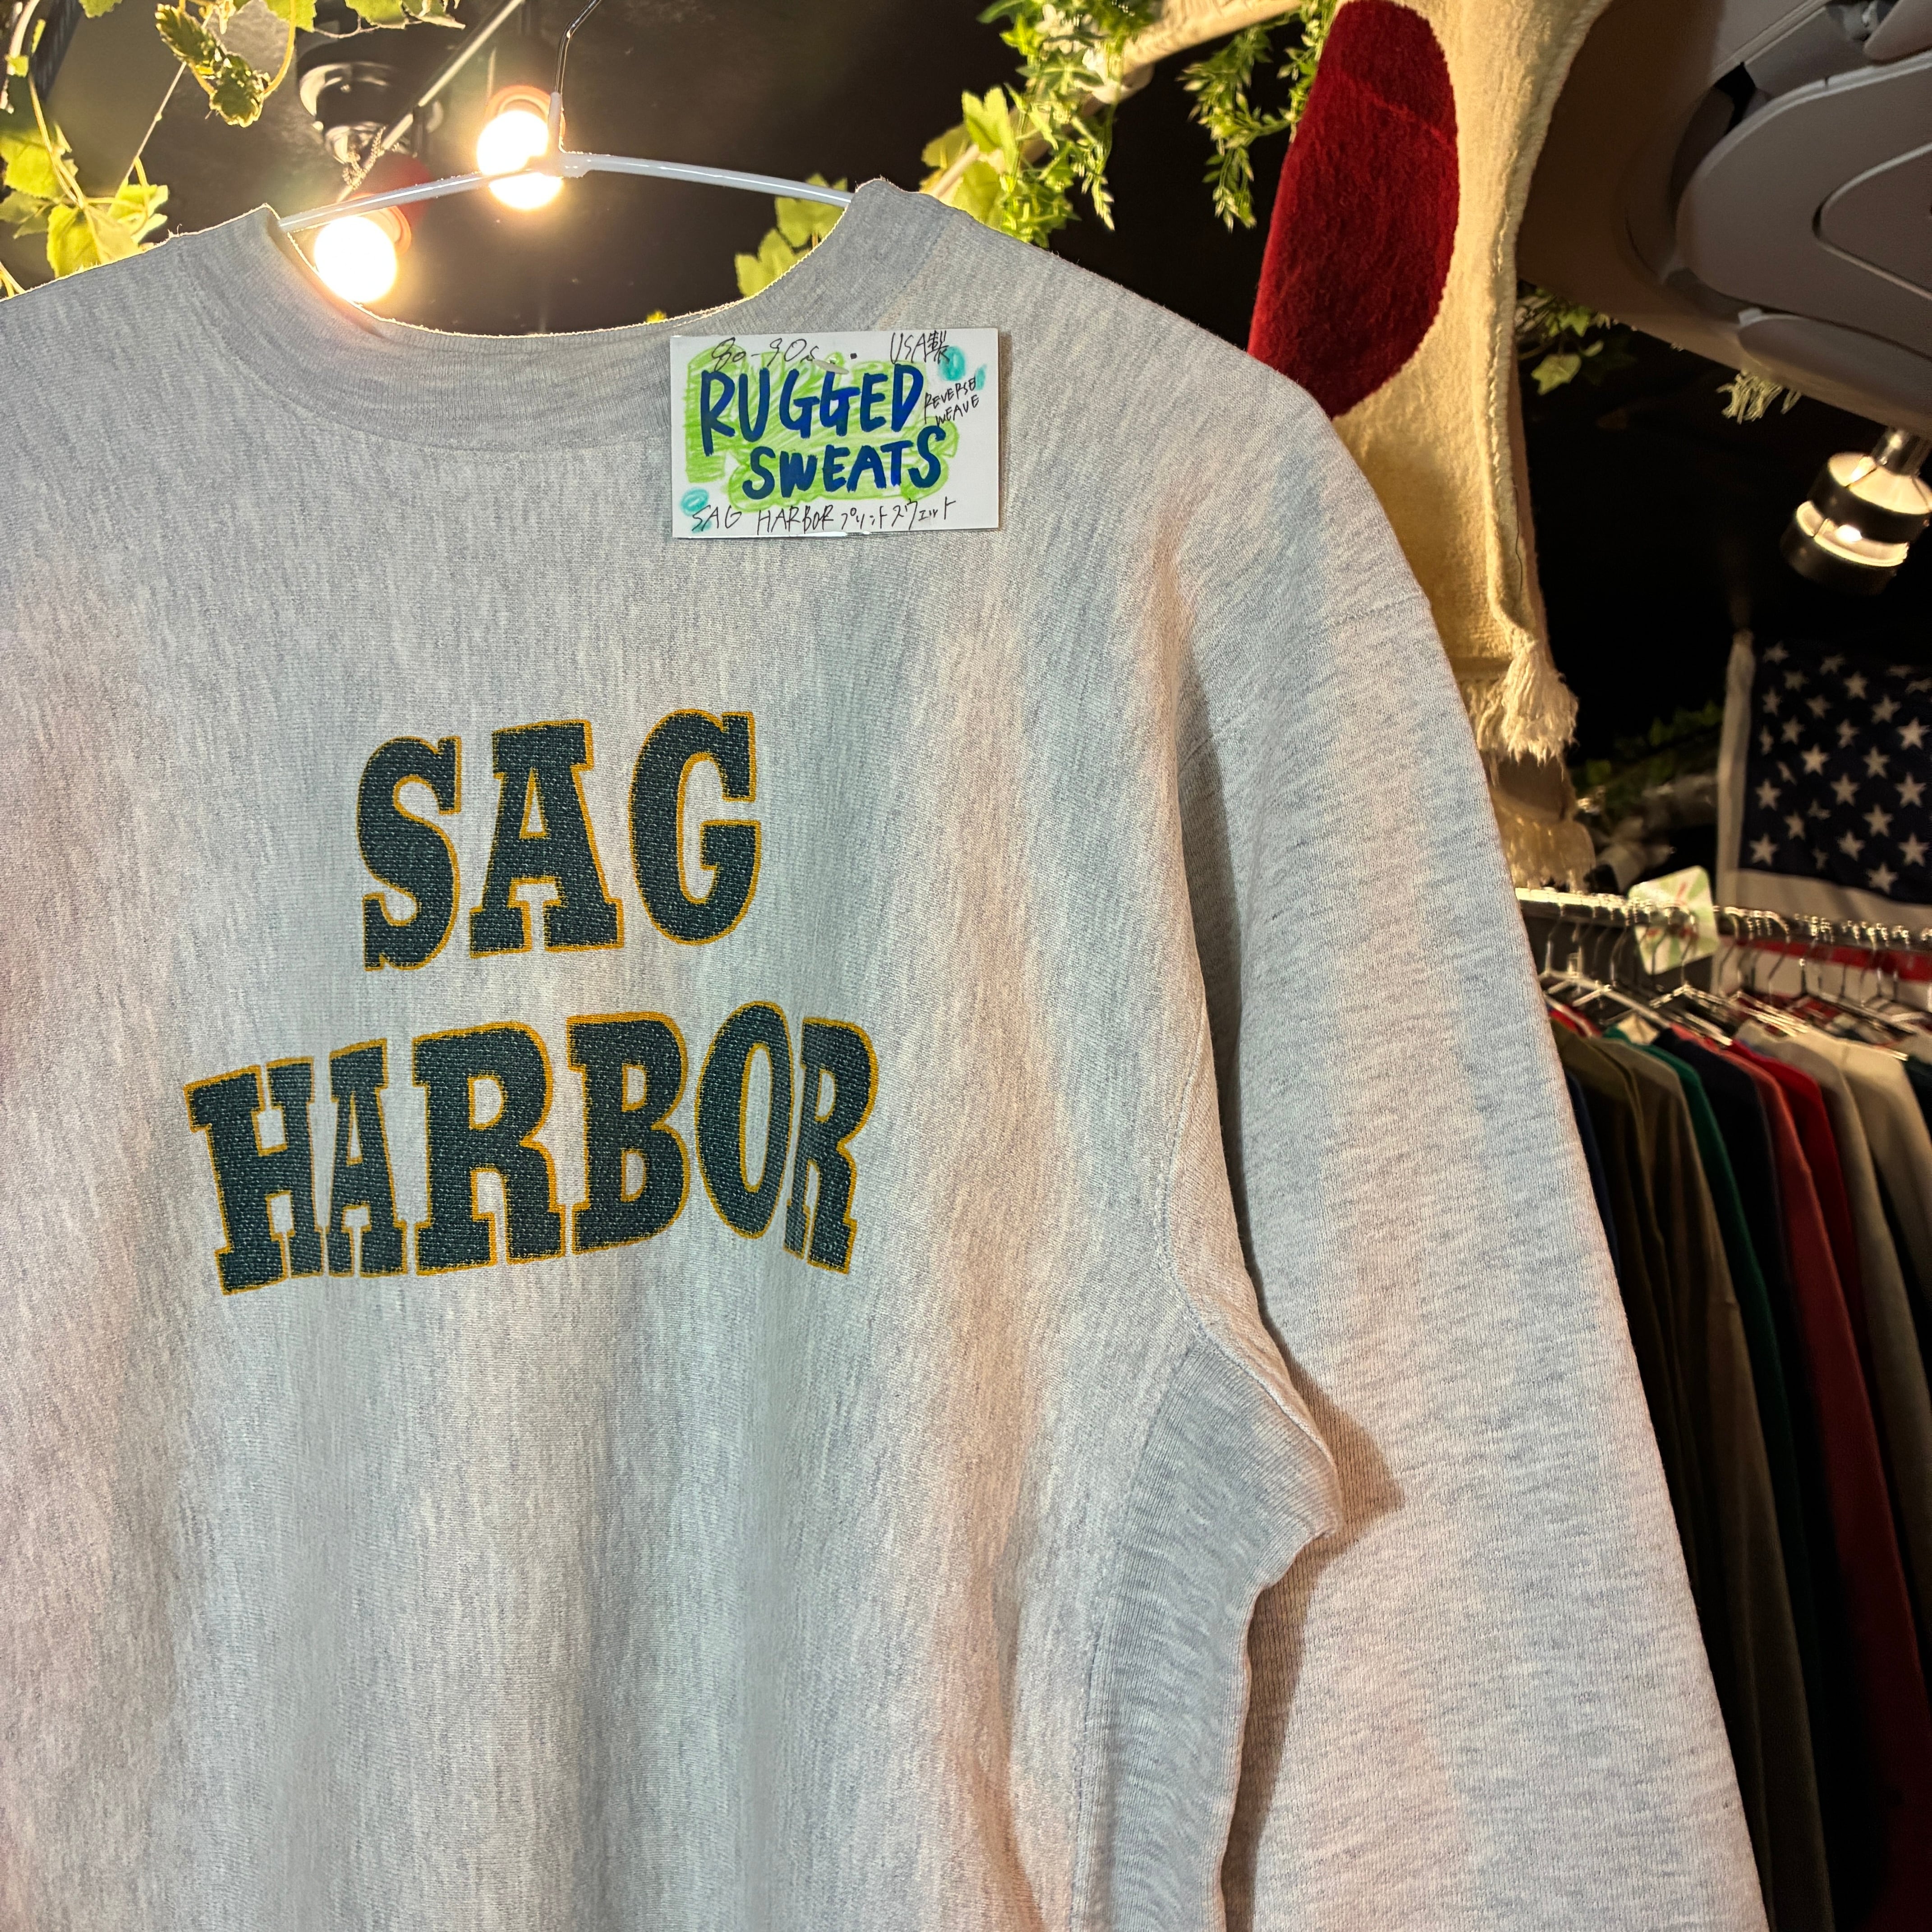 80-90s USA製
RUGGED
REVERSE
WEAVE
SWEATS
SAG HARBORプリントスウェット
SAG
HARBOR